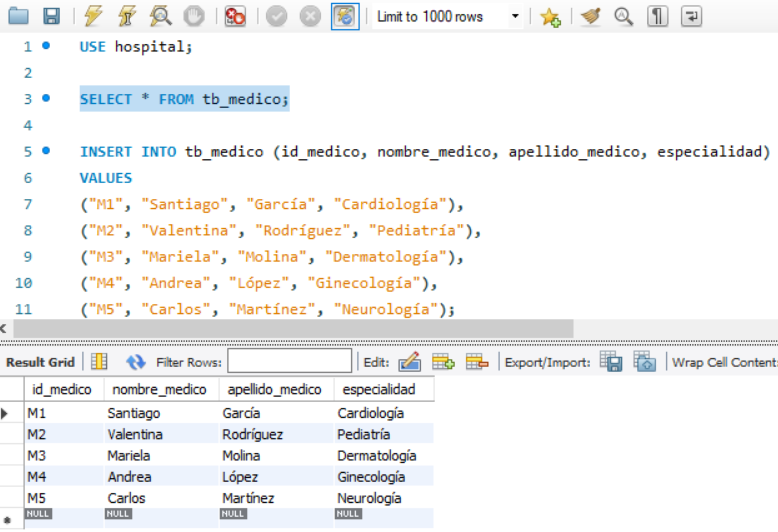 Limit to 1000 rows
1 USE hospital;
2
3 SELECT * FROM tb_medico;
4
5 INSERT INTO tb_medico (id_medico, nombre_medico, apellido_medico, especialidad)
6 VALUES
7 ("M1", "Santiago", "García", "Cardiología"),
8 ("M2", "Valentina", "Rodríguez", "Pediatría"),
9 ("M3", "Mariela", "Molina", "Dermatología"),
10 ("M4", "Andrea", "López", "Ginecología"),
11 ("M5", "Carlos", "Martínez", "Neurología");
Result Grid Filter Rows: Edit: Export/Import: Wrap Cell Content:
id_medico nombre_medico apellido_medico especialidad
M1 Santiago García Cardiología
M2 Valentina Rodríguez Pediatría
M3 Mariela Molina Dermatología
M4 Andrea López Ginecología
M5 Carlos Martínez Neurología
NULL NULL NULL NULL